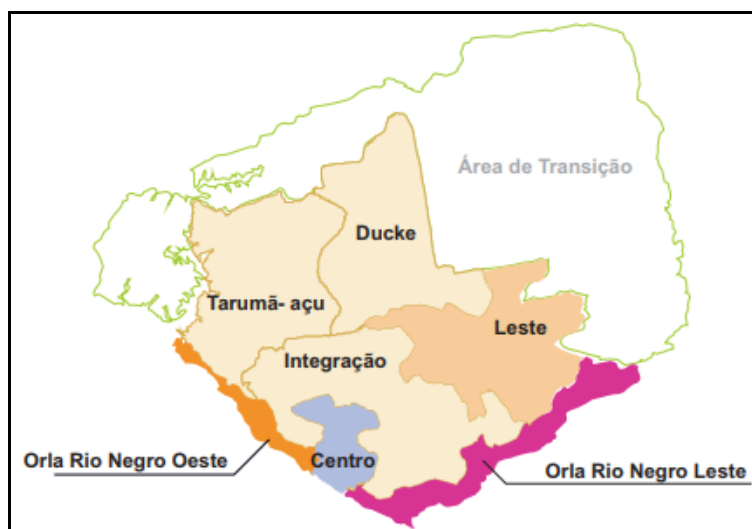 Área de Transição
Ducke
Tarumã- açu
Leste
Integração
Orla Rio Negro Oeste
Centro
Orla Rio Negro Leste